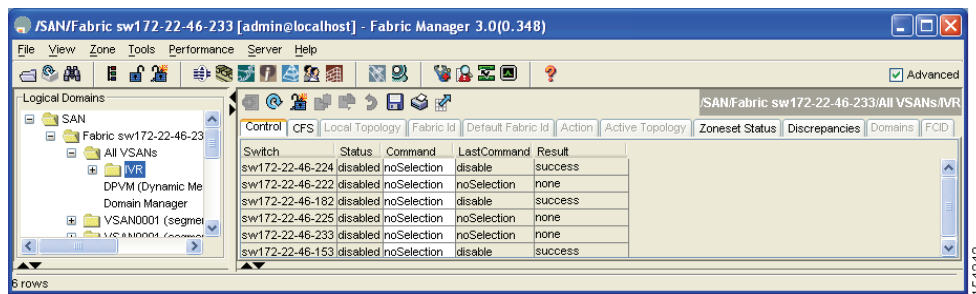 /SAN/Fabric sw172-22-46-233 [admin@localhost] - Fabric Manager 3.0(0.348)
File View Zone Tools Performance Server Help
Advanced
Logical Domains
/SAN/Fabric sw172-22-46-233/All VSANs/IVR
SAN
Fabric sw172-22-46-23
All VSANs
IVR
DPVM (Dynamic Me
Domain Manager
VSAN0001 (segmer
Control CFS Local Topology Fabric Id Default Fabric Id Action Active Topology Zoneset Status Discrepancies Domains FCID
Switch Status Command LastCommand Result
sw172-22-46-224 disabled noSelection disable success
sw172-22-46-222 disabled noSelection noSelection none
sw172-22-46-182 disabled noSelection disable success
sw172-22-46-225 disabled noSelection noSelection none
sw172-22-46-233 disabled noSelection noSelection none
sw172-22-46-153 disabled noSelection disable success
6 rows